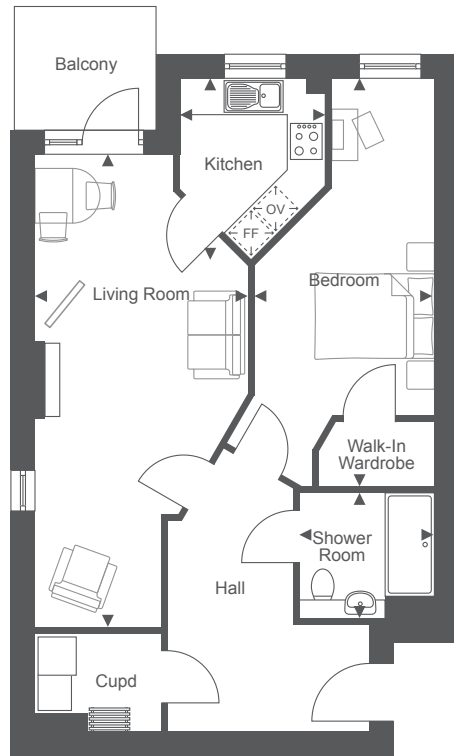 Balcony
Kitchen
OV
FF
Living Room
Bedroom
Walk-In
Wardrobe
Shower
Room
Hall
Cupd